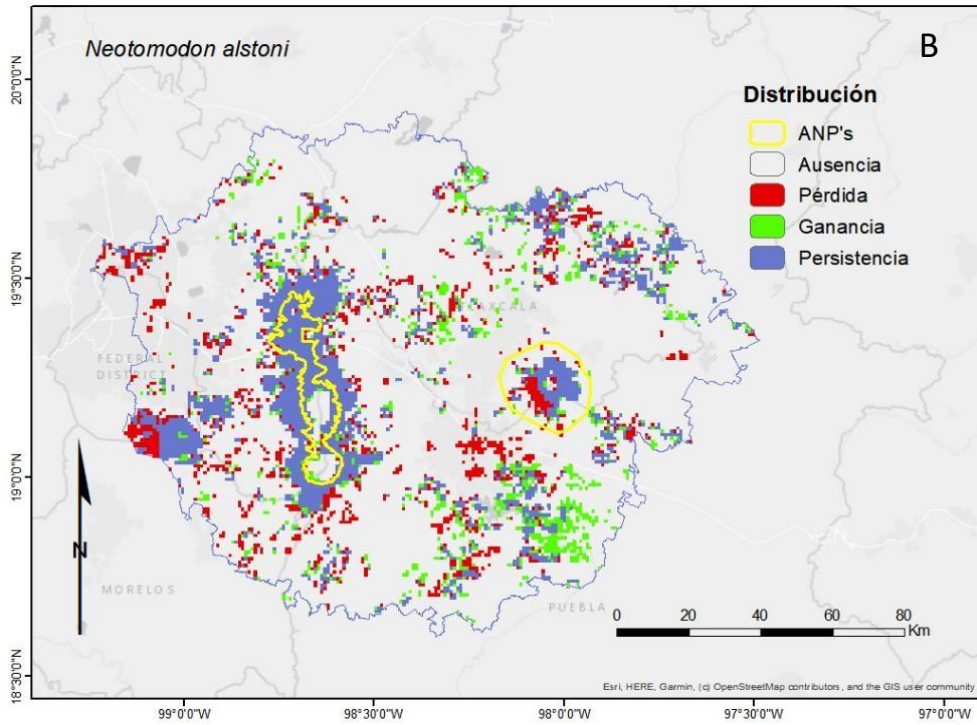 Neotomodon alstoni
B
Distribución
ANP's
Ausencia
Pérdida
Ganancia
Persistencia
20°0'0"N
19°30'0"N
19°0'0"N
18°30'0"N
FEDERAL
DISTRICT
MORELOS
PUEBLA
N
0 20 40 60 80
Km
Esri, HERE, Garmin, (c) OpenStreetMap contributors, and the GIS user community
99°0'0"W 98°30'0"W 98°0'0"W 97°30'0"W 97°0'0"W